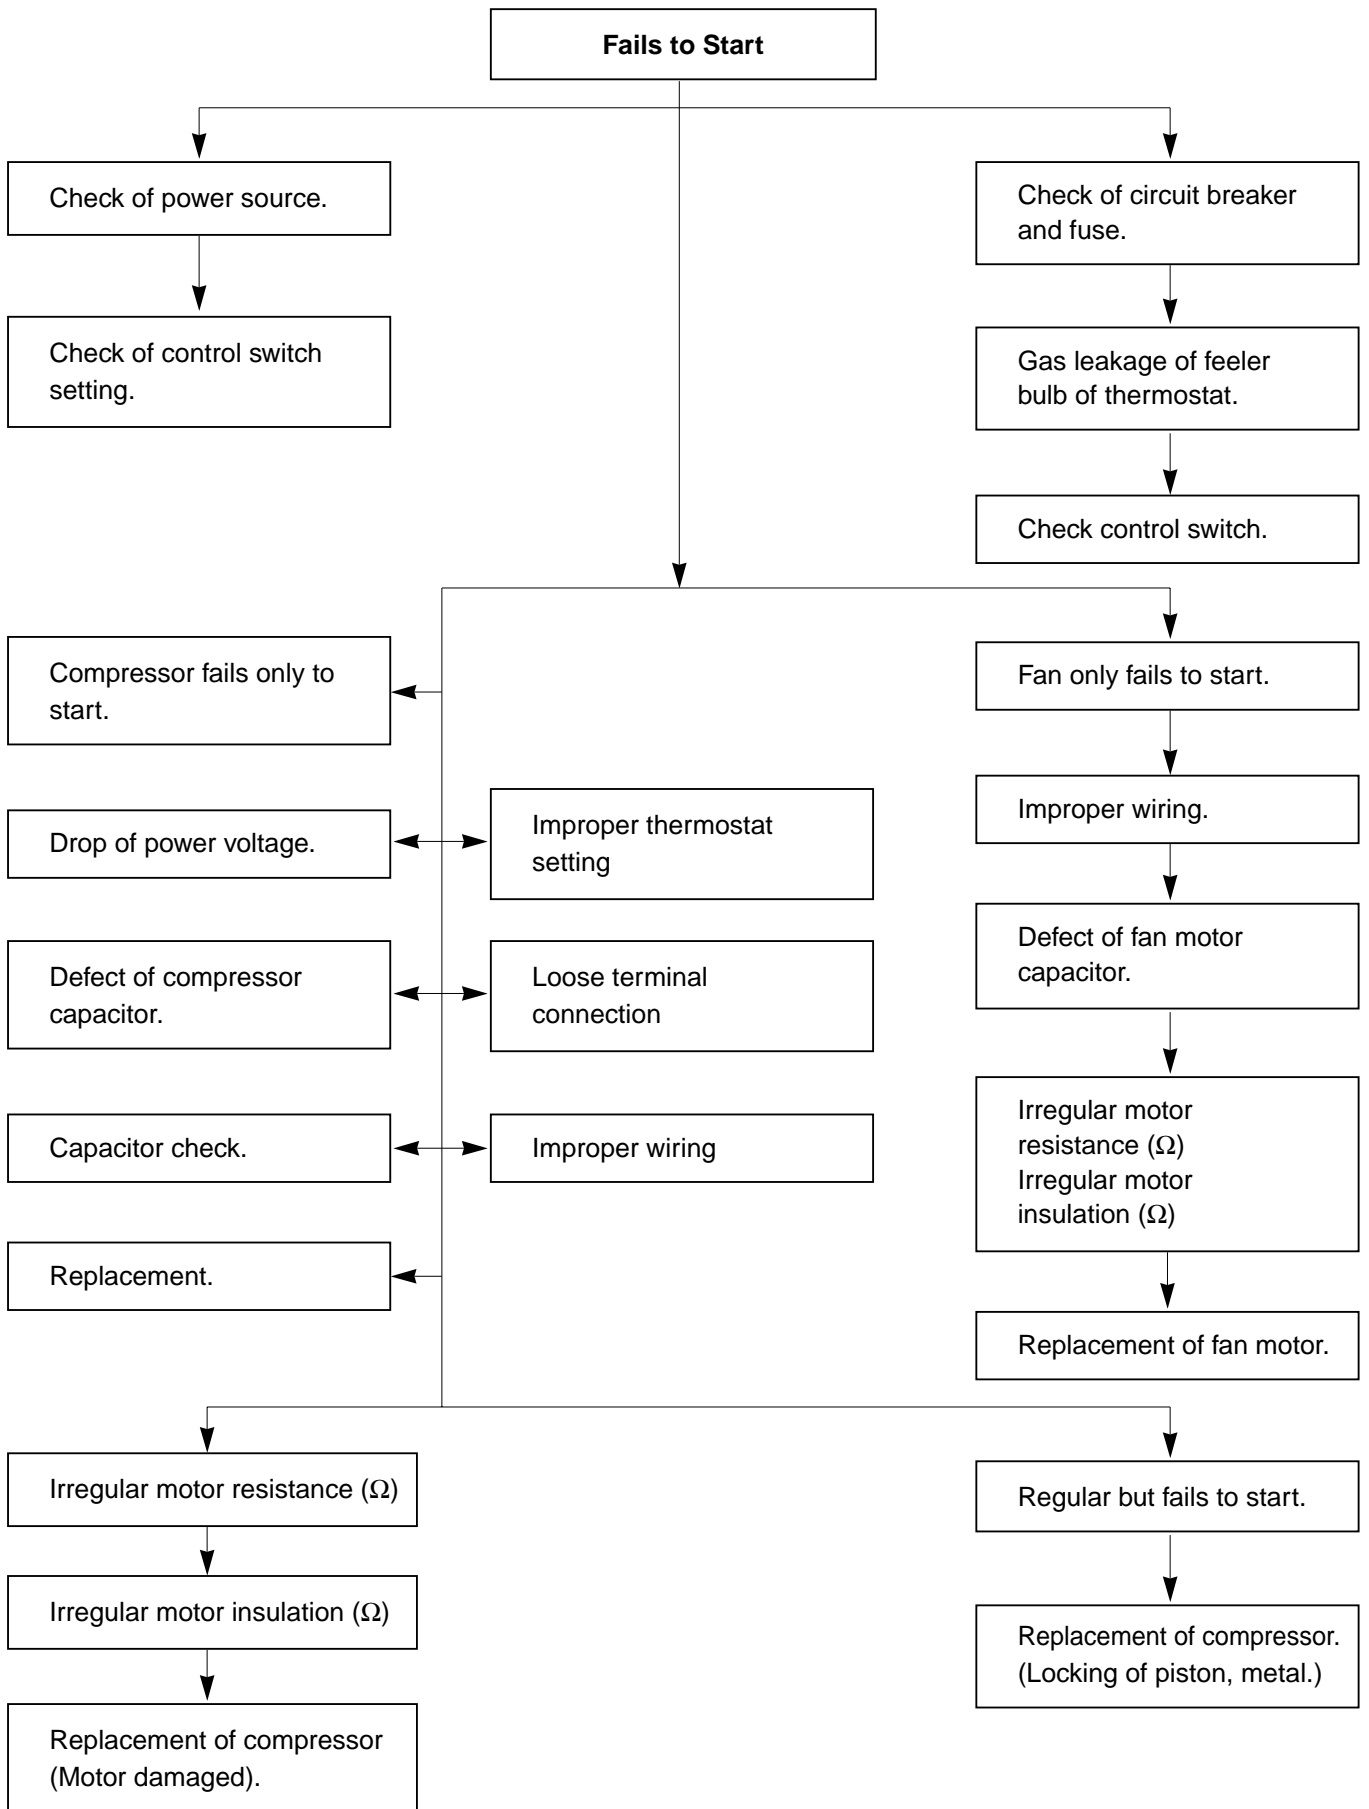 Fails to Start
Check of power source.
Check of control switch
setting.
Check of circuit breaker
and fuse.
Gas leakage of feeler
bulb of thermostat.
Check control switch.
Compressor fails only to
start.
Drop of power voltage.
Improper thermostat
setting
Defect of compressor
capacitor.
Loose terminal
connection
Capacitor check.
Improper wiring
Replacement.
Fan only fails to start.
Improper wiring.
Defect of fan motor
capacitor.
Irregular motor
resistance (Ω)
Irregular motor
insulation (Ω)
Replacement of fan motor.
Irregular motor resistance (Ω)
Irregular motor insulation (Ω)
Replacement of compressor
(Motor damaged).
Regular but fails to start.
Replacement of compressor.
(Locking of piston, metal.)